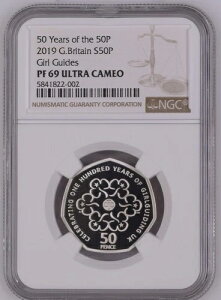 50 Years of the 50P
2019 G.Britain S50P
Girl Guides
PF 69 ULTRA CAMEO
5841822-002
NUMISMATIC GUARANTY CORPORATION
NGC
CELEBRATING ONE HUNDRED YEARS OF GIRLGUIDING UK
50
PENCE